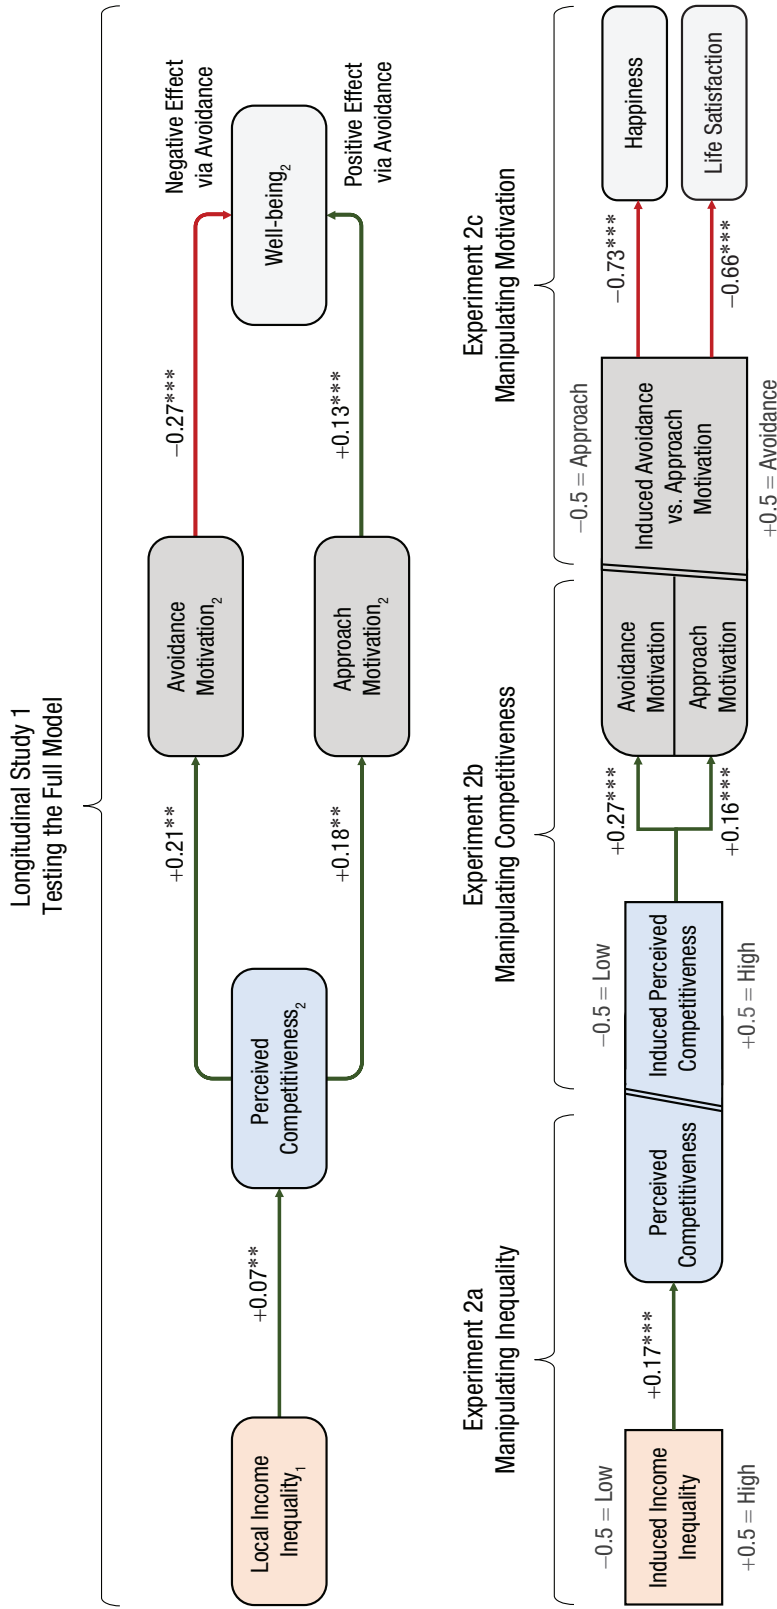 Longitudinal Study 1
Testing the Full Model
Local Income
Inequality₁
+0.07**
Perceived
Competitiveness₂
+0.21**
+0.18**
Avoidance
Motivation₂
Approach
Motivation₂
−0.27***
+0.13***
Negative Effect
via Avoidance
Well-being₂
Positive Effect
via Avoidance
Experiment 2a
Manipulating Inequality
−0.5 = Low
Induced Income
Inequality
+0.5 = High
+0.17***
Perceived
Competitiveness
Experiment 2b
Manipulating Competitiveness
−0.5 = Low
Induced Perceived
Competitiveness
+0.5 = High
+0.27***
+0.16***
Avoidance
Motivation
Approach
Motivation
Experiment 2c
Manipulating Motivation
−0.5 = Approach
Induced Avoidance
vs. Approach
Motivation
+0.5 = Avoidance
−0.73***
−0.66***
Happiness
Life Satisfaction